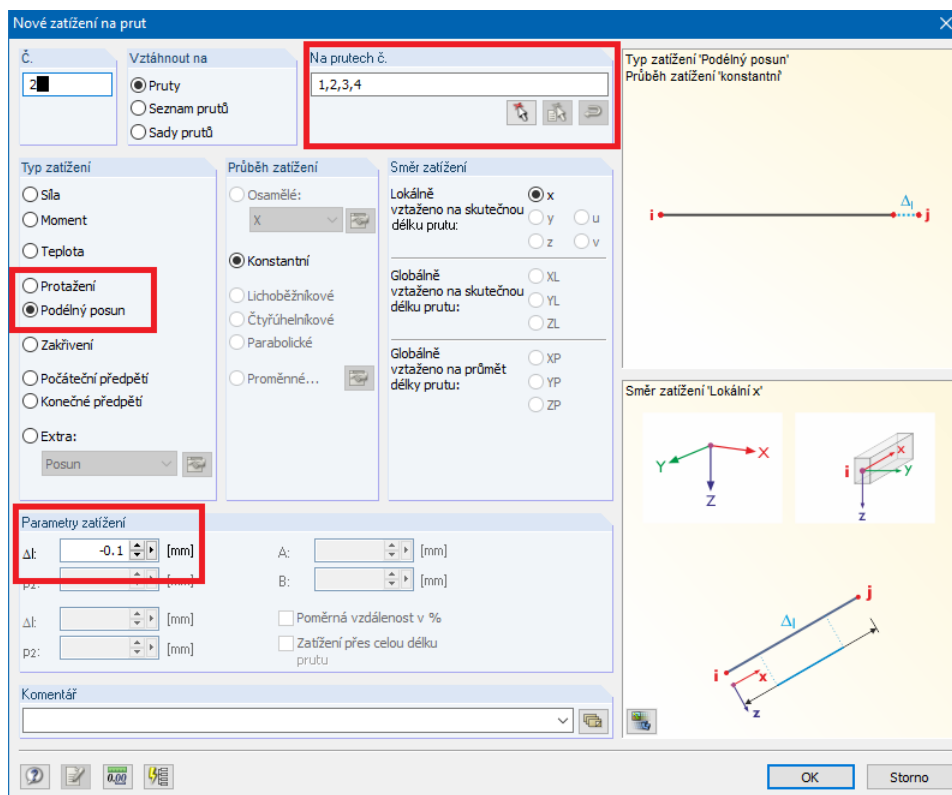 Nové zatížení na prut
Č.
2
Vztáhnout na
Pruty
Seznam prutů
Sady prutů
Na prutech č.
1,2,3,4
Typ zatížení
Síla
Moment
Teplota
Protažení
Podélný posun
Zakřivení
Počáteční předpětí
Konečné předpětí
Extra:
Posun
Průběh zatížení
Osamělé:
X
Konstantní
Lichoběžníkové
Čtyřúhelníkové
Parabolické
Proměnné...
Směr zatížení
Lokálně
vztaženo na skutečnou
délku prutu:
x
y u
z v
Globálně
vztaženo na skutečnou
délku prutu:
XL
YL
ZL
Globálně
vztaženo na průmět
délky prutu:
XP
YP
ZP
Parametry zatížení
Δl: -0.1 [mm]
p2: [mm]
Δl: [mm]
p2: [mm]
A: [mm]
B: [mm]
Poměrná vzdálenost v %
Zatížení přes celou délku
prutu
Komentář
Typ zatížení 'Podélný posun'
Průběh zatížení 'konstantní'
i Δl j
Směr zatížení 'Lokální x'
Y X
Z
i x
y
z
j
Δl
i x
z
0.00
OK Storno